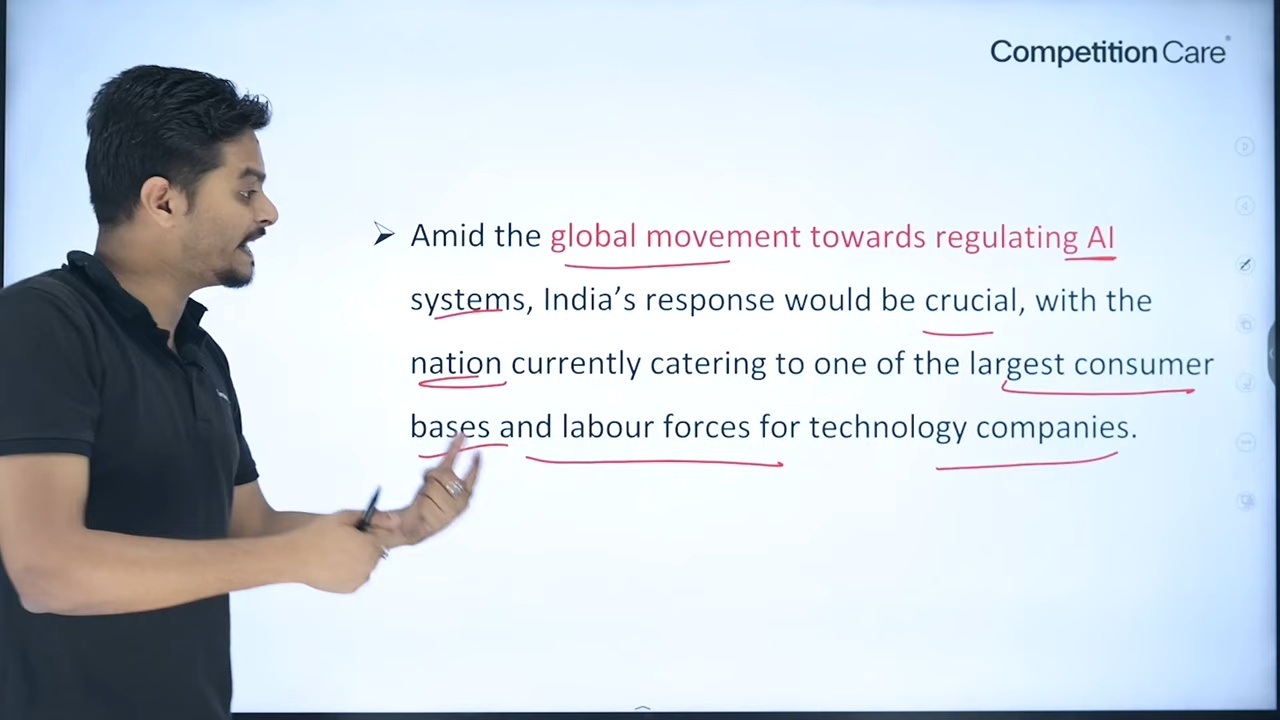 Competition Care
➢ Amid the global movement towards regulating AI
systems, India’s response would be crucial, with the
nation currently catering to one of the largest consumer
bases and labour forces for technology companies.